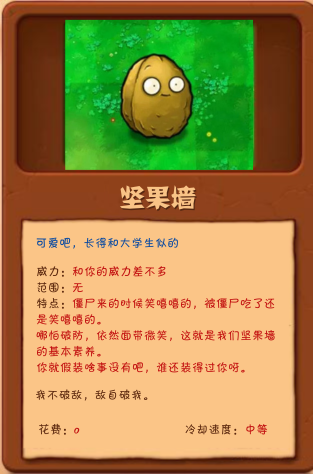 坚果墙
可爱吧，长得和大学生似的
威力：和你的威力差不多
范围：无
特点：僵尸来的时候笑嘻嘻的，被僵尸吃了还
是笑嘻嘻的。
哪怕破防，依然面带微笑，这就是我们坚果墙
的基本素养。
你就假装啥事没有吧，谁还装得过你呀。
我不破敌，敌自破我。
花费：0 冷却速度：中等